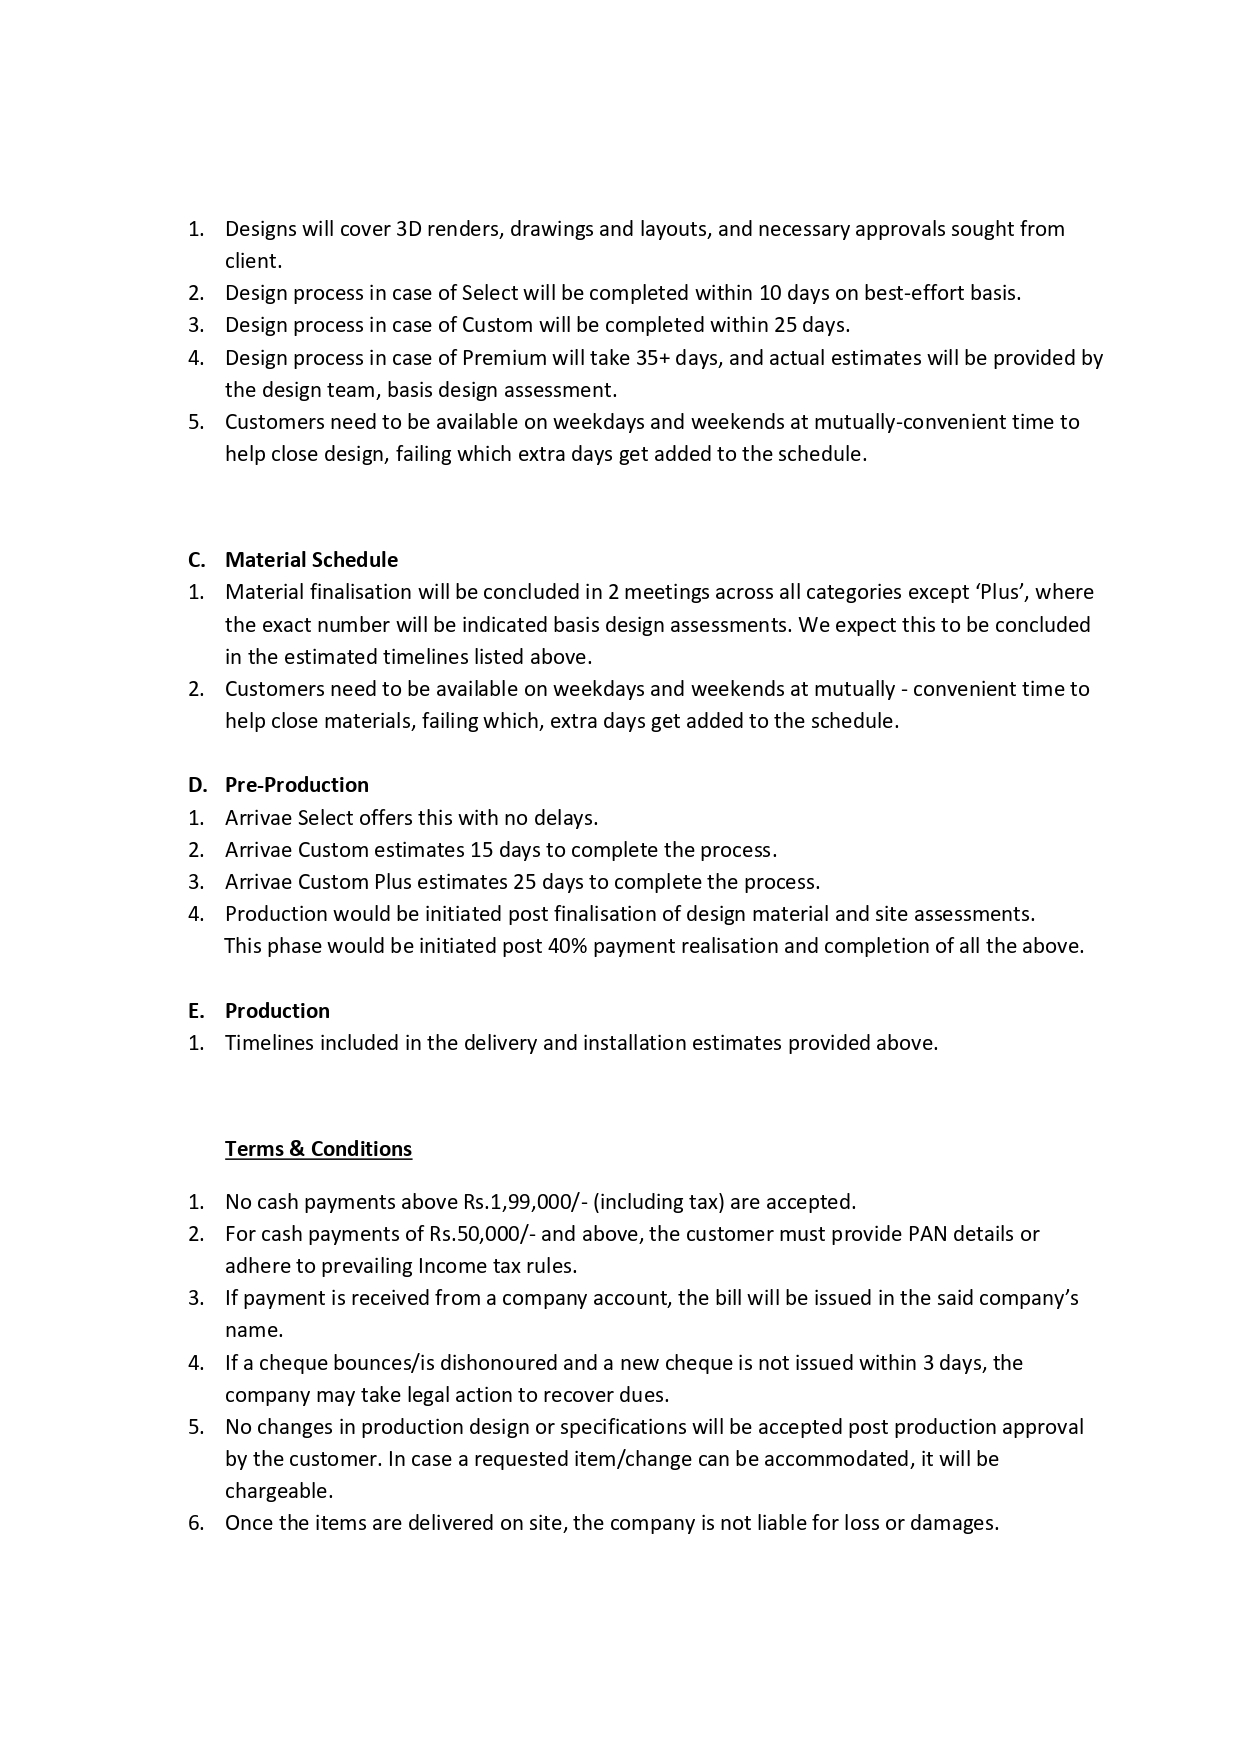 1. Designs will cover 3D renders, drawings and layouts, and necessary approvals sought from
client.
2. Design process in case of Select will be completed within 10 days on best-effort basis.
3. Design process in case of Custom will be completed within 25 days.
4. Design process in case of Premium will take 35+ days, and actual estimates will be provided by
the design team, basis design assessment.
5. Customers need to be available on weekdays and weekends at mutually-convenient time to
help close design, failing which extra days get added to the schedule.
C. Material Schedule
1. Material finalisation will be concluded in 2 meetings across all categories except ‘Plus’, where
the exact number will be indicated basis design assessments. We expect this to be concluded
in the estimated timelines listed above.
2. Customers need to be available on weekdays and weekends at mutually - convenient time to
help close materials, failing which, extra days get added to the schedule.
D. Pre-Production
1. Arrivae Select offers this with no delays.
2. Arrivae Custom estimates 15 days to complete the process.
3. Arrivae Custom Plus estimates 25 days to complete the process.
4. Production would be initiated post finalisation of design material and site assessments.
This phase would be initiated post 40% payment realisation and completion of all the above.
E. Production
1. Timelines included in the delivery and installation estimates provided above.
Terms & Conditions
1. No cash payments above Rs.1,99,000/- (including tax) are accepted.
2. For cash payments of Rs.50,000/- and above, the customer must provide PAN details or
adhere to prevailing Income tax rules.
3. If payment is received from a company account, the bill will be issued in the said company’s
name.
4. If a cheque bounces/is dishonoured and a new cheque is not issued within 3 days, the
company may take legal action to recover dues.
5. No changes in production design or specifications will be accepted post production approval
by the customer. In case a requested item/change can be accommodated, it will be
chargeable.
6. Once the items are delivered on site, the company is not liable for loss or damages.